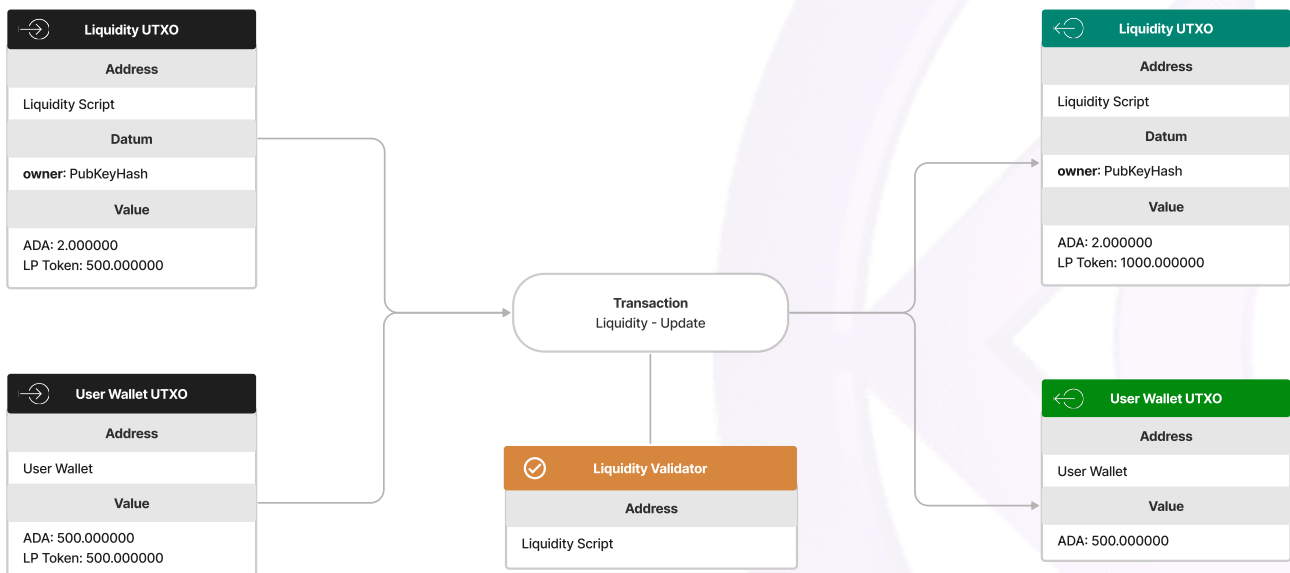 Liquidity UTXO
Address
Liquidity Script
Datum
owner: PubKeyHash
Value
ADA: 2.000000
LP Token: 500.000000
User Wallet UTXO
Address
User Wallet
Value
ADA: 500.000000
LP Token: 500.000000
Transaction
Liquidity - Update
Liquidity Validator
Address
Liquidity Script
Liquidity UTXO
Address
Liquidity Script
Datum
owner: PubKeyHash
Value
ADA: 2.000000
LP Token: 1000.000000
User Wallet UTXO
Address
User Wallet
Value
ADA: 500.000000